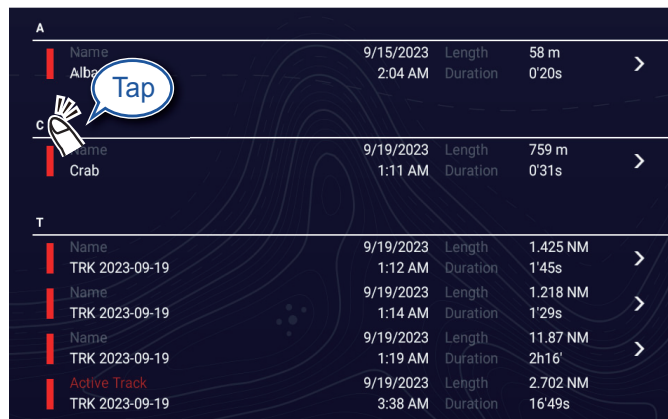 A
Name 9/15/2023 Length 58 m
2:04 AM Duration 0'20s
Tap
C
Name 9/19/2023 Length 759 m
Crab 1:11 AM Duration 0'31s
T
Name 9/19/2023 Length 1.425 NM
TRK 2023-09-19 1:12 AM Duration 1'45s
Name 9/19/2023 Length 1.218 NM
TRK 2023-09-19 1:14 AM Duration 1'29s
Name 9/19/2023 Length 11.87 NM
TRK 2023-09-19 1:19 AM Duration 2h16'
Active Track 9/19/2023 Length 2.702 NM
TRK 2023-09-19 3:38 AM Duration 16'49s